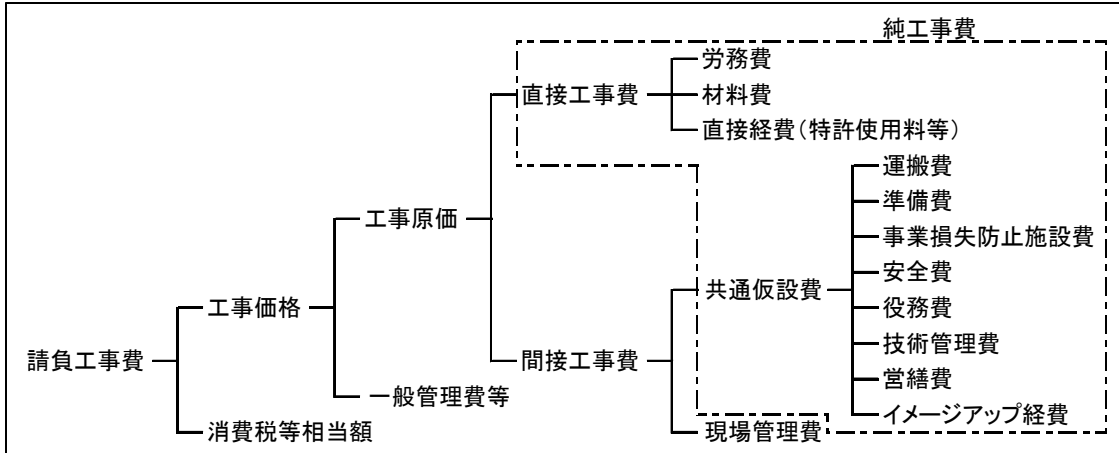 純工事費
労務費
直接工事費
材料費
直接経費(特許使用料等)
運搬費
準備費
工事原価
事業損失防止施設費
安全費
共通仮設費
工事価格
役務費
技術管理費
請負工事費
間接工事費
営繕費
一般管理費等
イメージアップ経費
消費税等相当額
現場管理費